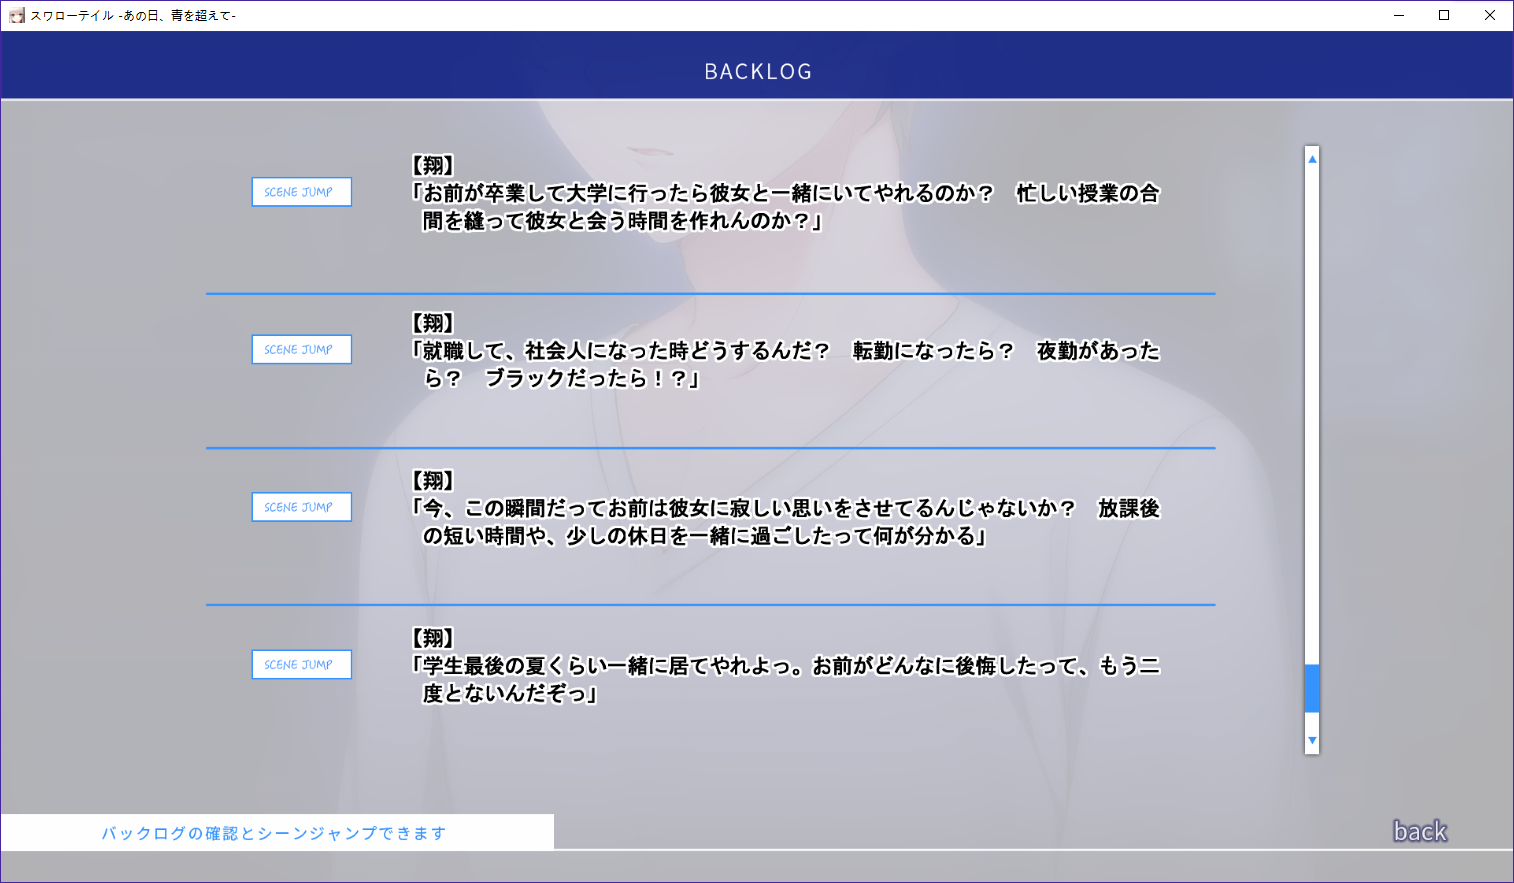 スワローテイル -あの日、青を超えて-
BACKLOG
【翔】
SCENE JUMP
「お前が卒業して大学に行ったら彼女と一緒にいてやれるのか？　忙しい授業の合
間を縫って彼女と会う時間を作れんのか？」
【翔】
SCENE JUMP
「就職して、社会人になった時どうするんだ？　転勤になったら？　夜勤があった
ら？　ブラックだったら！？」
【翔】
SCENE JUMP
「今、この瞬間だってお前は彼女に寂しい思いをさせてるんじゃないか？　放課後
の短い時間や、少しの休日を一緒に過ごしたって何が分かる」
【翔】
SCENE JUMP
「学生最後の夏くらい一緒に居てやれよっ。お前がどんなに後悔したって、もう二
度とないんだぞっ」
バックログの確認とシーンジャンプできます
back